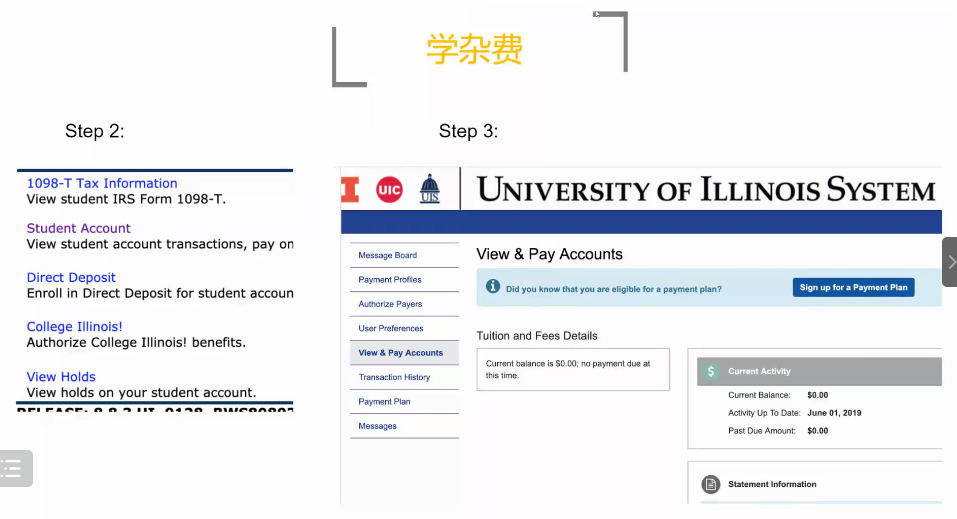 学杂费
Step 2:
1098-T Tax Information
View student IRS Form 1098-T.
Student Account
View student account transactions, pay on
Direct Deposit
Enroll in Direct Deposit for student accoun
College Illinois!
Authorize College Illinois! benefits.
View Holds
View holds on your student account.
Step 3:
I
UIC
UIS
UNIVERSITY OF ILLINOIS SYSTEM
Message Board
Payment Profiles
Authorize Payers
User Preferences
View & Pay Accounts
Transaction History
Payment Plan
Messages
View & Pay Accounts
Did you know that you are eligible for a payment plan?
Sign up for a Payment Plan
Tuition and Fees Details
Current balance is $0.00; no payment due at
this time.
$ Current Activity
Current Balance: $0.00
Activity Up To Date: June 01, 2019
Past Due Amount: $0.00
Statement Information